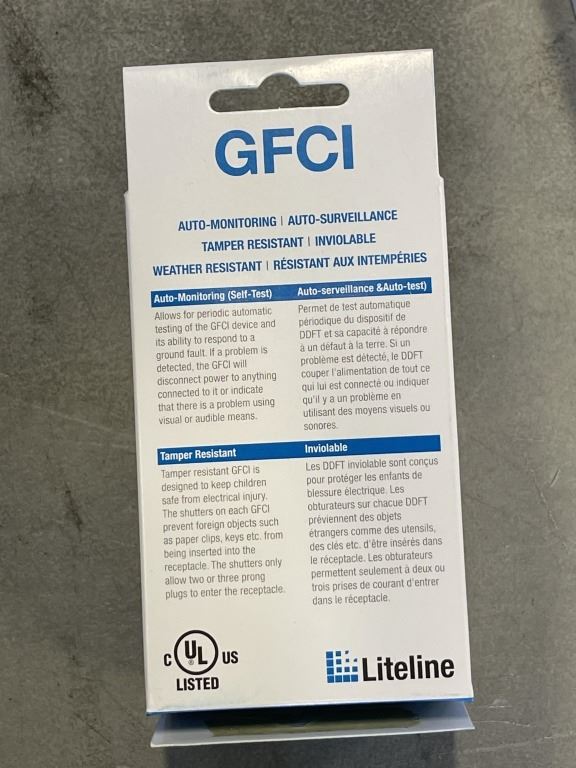 GFCI
AUTO-MONITORING | AUTO-SURVEILLANCE
TAMPER RESISTANT | INVIOLABLE
WEATHER RESISTANT | RÉSISTANT AUX INTEMPÉRIES
Auto-Monitoring (Self-Test)
Allows for periodic automatic
testing of the GFCI device and
its ability to respond to a
ground fault. If a problem is
detected, the GFCI will
disconnect power to anything
connected to it or indicate
that there is a problem using
visual or audible means.
Auto-serveillance &Auto-test)
Permet de test automatique
périodique du dispositif de
DDFT et sa capacité à répondre
à un défaut à la terre. Si un
problème est détecté, le DDFT
couper l'alimentation de tout ce
qui lui est connecté ou indiquer
qu'il y a un problème en
utilisant des moyens visuels ou
sonores.
Tamper Resistant
Tamper resistant GFCI is
designed to keep children
safe from electrical injury.
The shutters on each GFCI
prevent foreign objects such
as paper clips, keys etc. from
being inserted into the
receptacle. The shutters only
allow two or three prong
plugs to enter the receptacle.
Inviolable
Les DDFT inviolable sont conçus
pour protéger les enfants de
blessure électrique. Les
obturateurs sur chacque DDFT
préviennent des objets
étrangers comme des utensils,
des clés etc. d'être insérés dans
le réceptacle. Les obturateurs
permettent seulement à deux ou
trois prises de courant d'entrer
dans le réceptacle.
C UL ® US
LISTED
Liteline